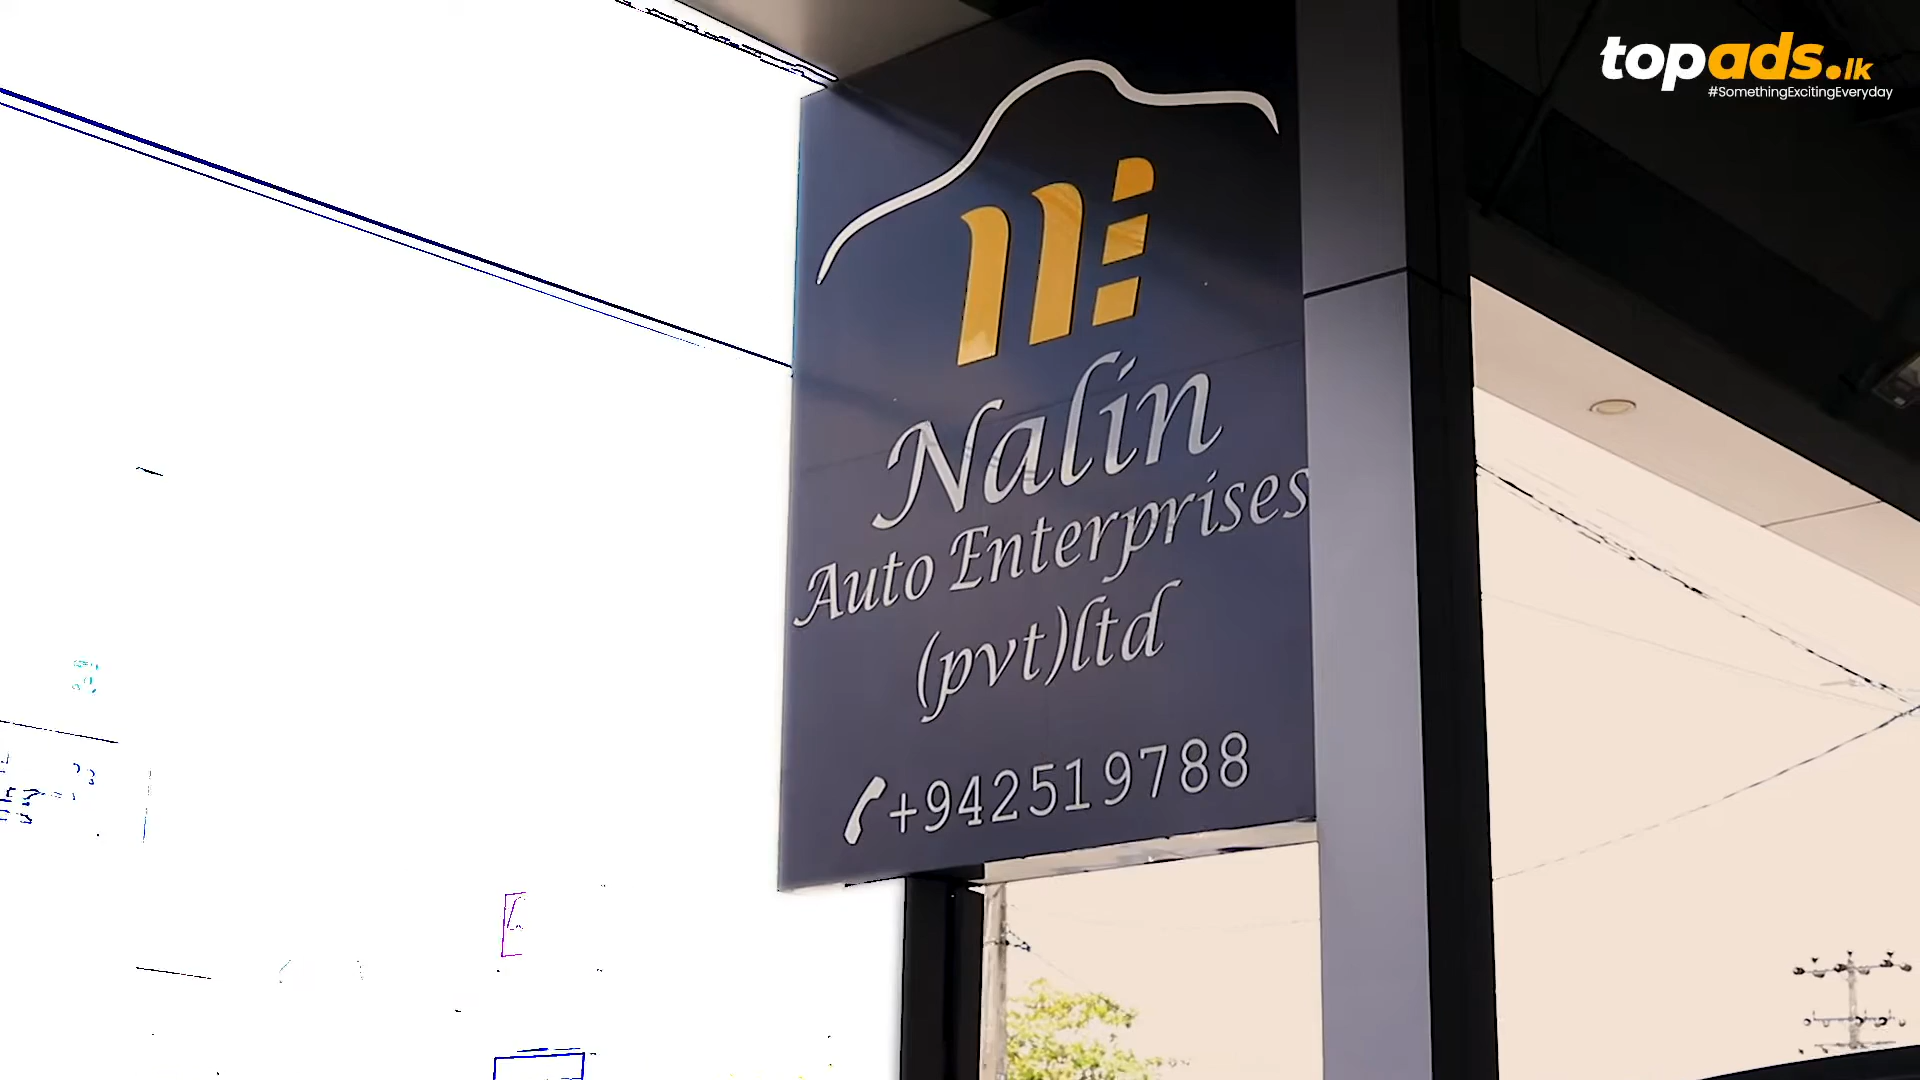 topads.lk
#SomethingExcitingEveryday
Nalin
Auto Enterprises
(pvt)ltd
+942519788